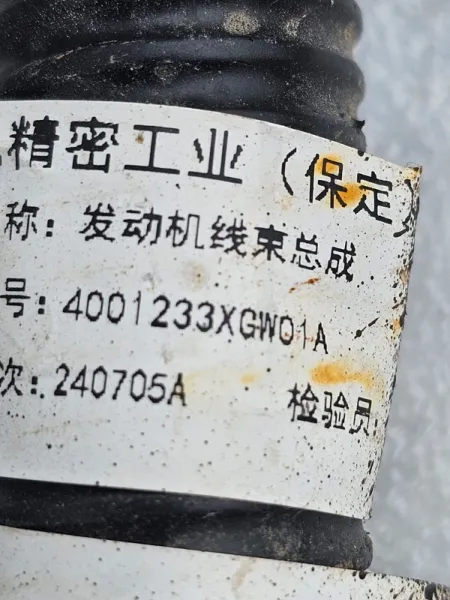 精密工业（保定
称：发动机线束总成
号：4001233XGW01A
次：240705A 检验员：